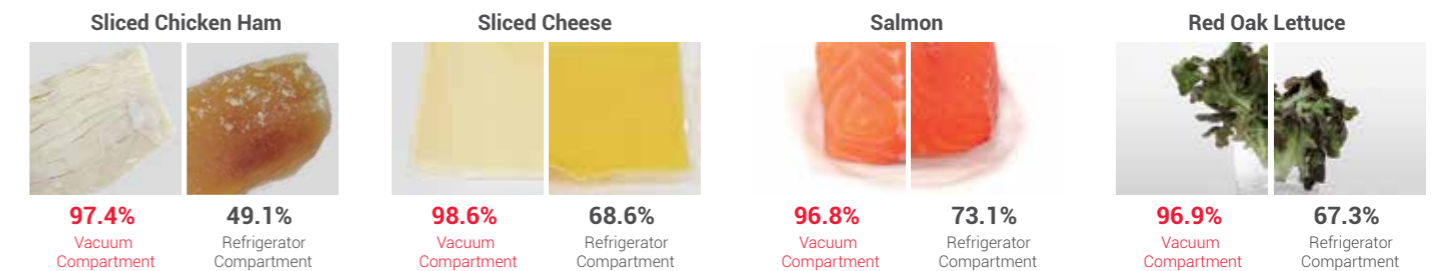 Sliced Chicken Ham
97.4%
Vacuum
Compartment
49.1%
Refrigerator
Compartment
Sliced Cheese
98.6%
Vacuum
Compartment
68.6%
Refrigerator
Compartment
Salmon
96.8%
Vacuum
Compartment
73.1%
Refrigerator
Compartment
Red Oak Lettuce
96.9%
Vacuum
Compartment
67.3%
Refrigerator
Compartment